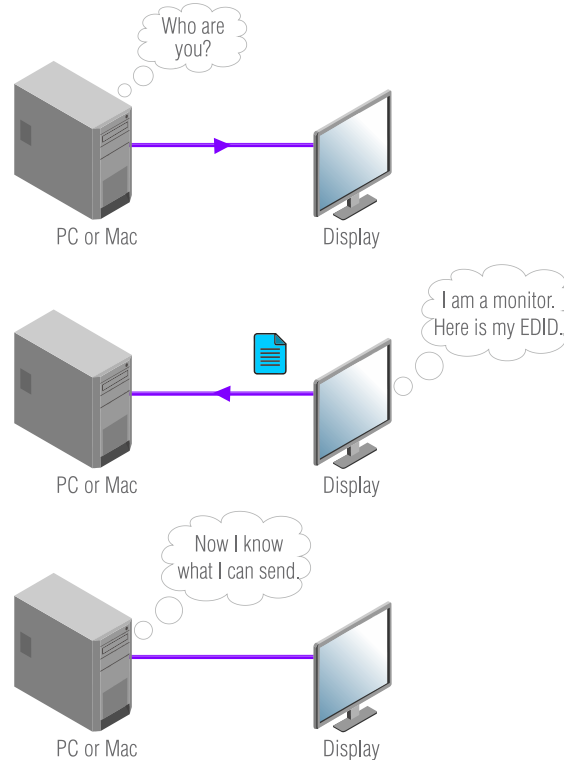 Who are
you?
PC or Mac
Display
I am a monitor.
Here is my EDID.
PC or Mac
Display
Now I know
what I can send.
PC or Mac
Display